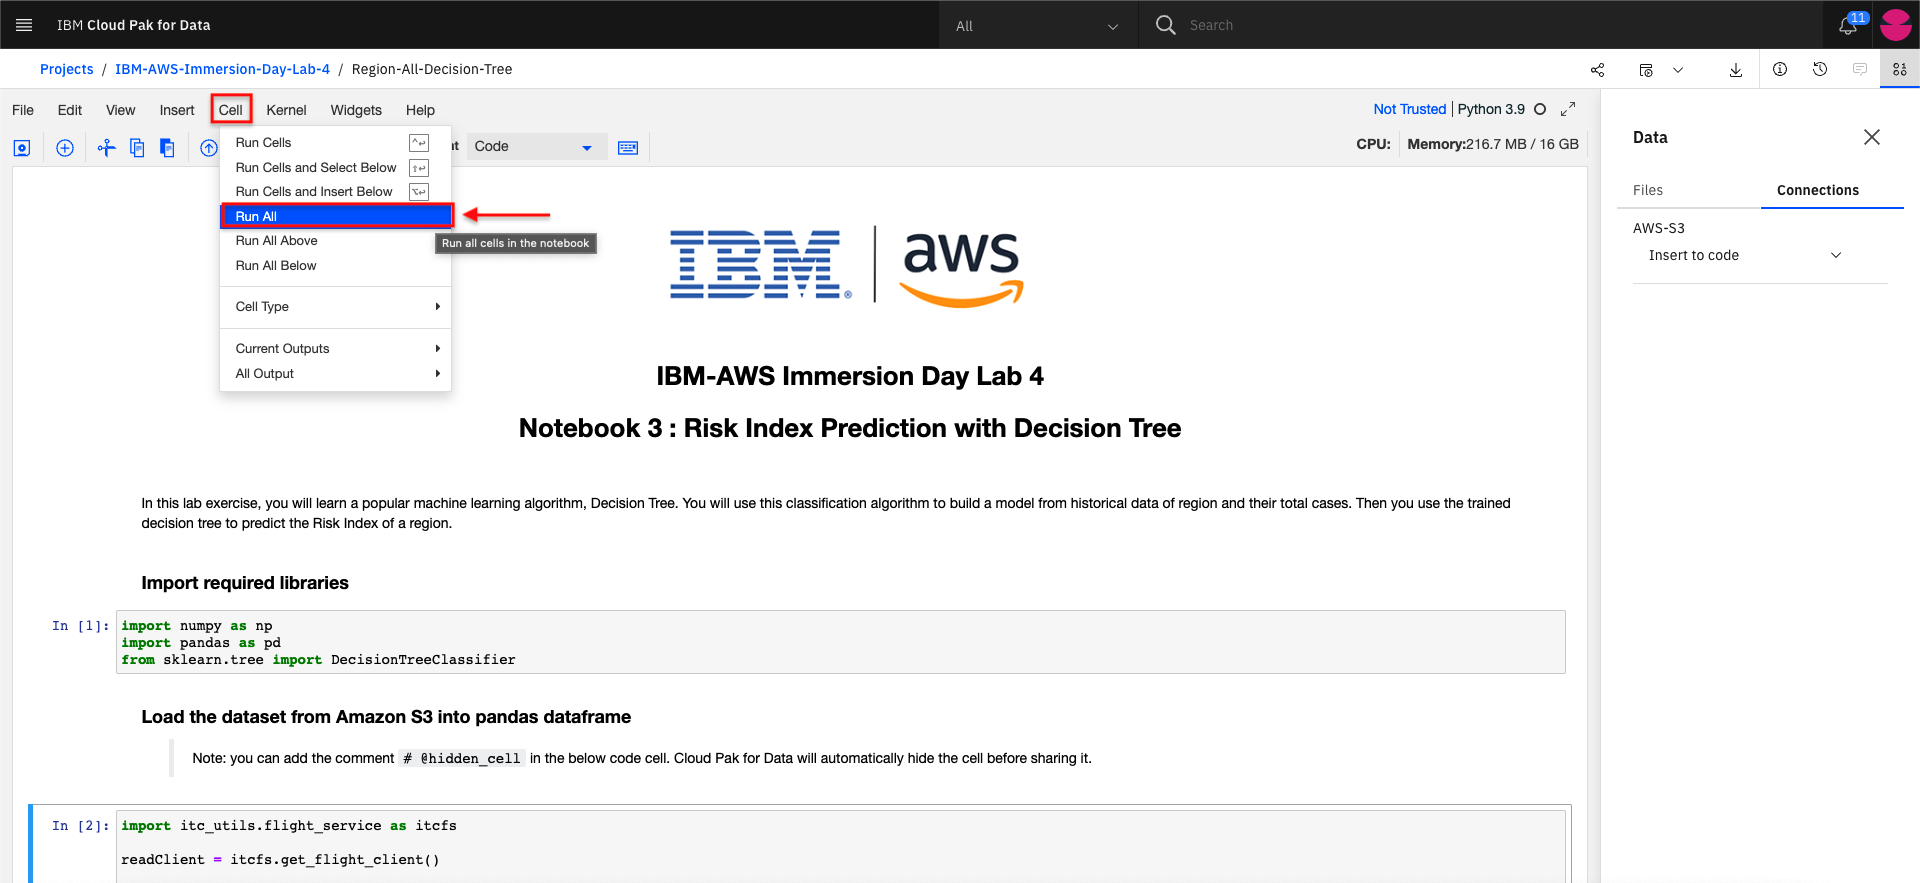 IBM Cloud Pak for Data
All
Search
11
Projects / IBM-AWS-Immersion-Day-Lab-4 / Region-All-Decision-Tree
File Edit View Insert Cell Kernel Widgets Help
Not Trusted Python 3.9
Code
CPU: Memory:216.7 MB / 16 GB
Run Cells
Run Cells and Select Below
Run Cells and Insert Below
Run All
Run all cells in the notebook
Run All Above
Run All Below
Cell Type
Current Outputs
All Output
IBM® aws
IBM-AWS Immersion Day Lab 4
Notebook 3 : Risk Index Prediction with Decision Tree
In this lab exercise, you will learn a popular machine learning algorithm, Decision Tree. You will use this classification algorithm to build a model from historical data of region and their total cases. Then you use the trained
decision tree to predict the Risk Index of a region.
Import required libraries
In [1]: import numpy as np
import pandas as pd
from sklearn.tree import DecisionTreeClassifier
Load the dataset from Amazon S3 into pandas dataframe
Note: you can add the comment # @hidden_cell in the below code cell. Cloud Pak for Data will automatically hide the cell before sharing it.
In [2]: import itc_utils.flight_service as itcfs
readClient = itcfs.get_flight_client()
Data
Files Connections
AWS-S3
Insert to code